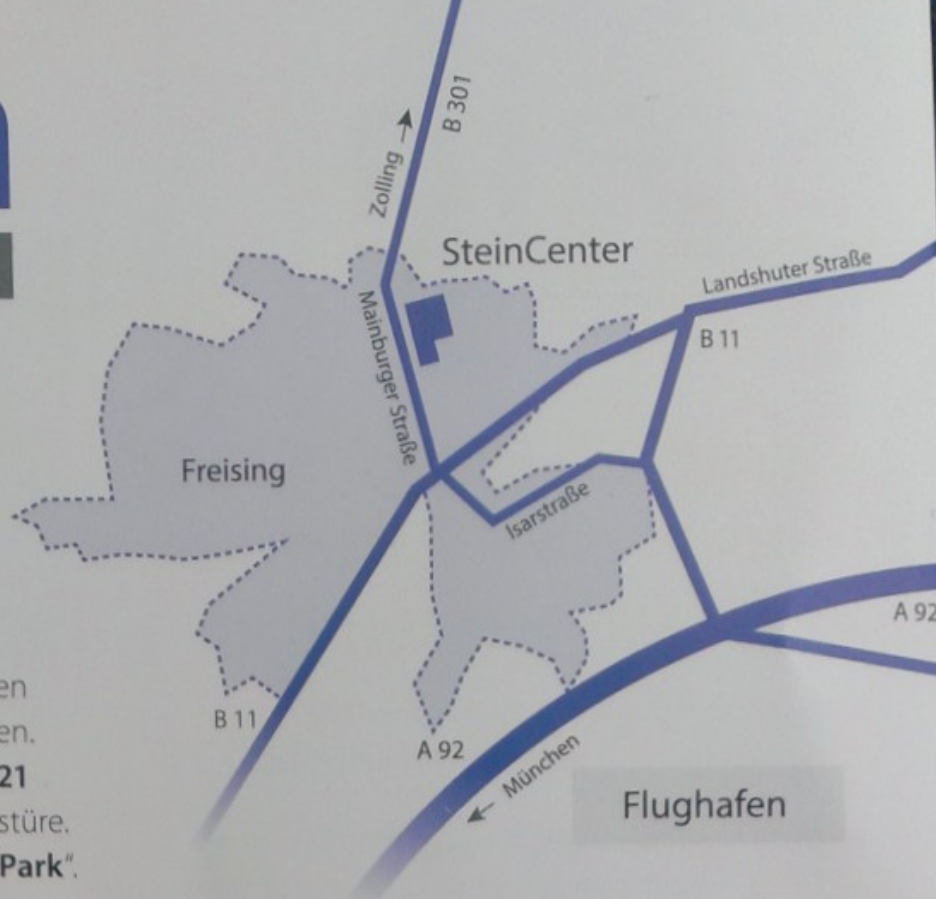 B 301
Zolling
SteinCenter
Landshuter Straße
Mainburger Straße
B 11
Freising
Isarstraße
A 92
en
B 11
en.
A 92
München
21
Flughafen
stüre.
Park“.